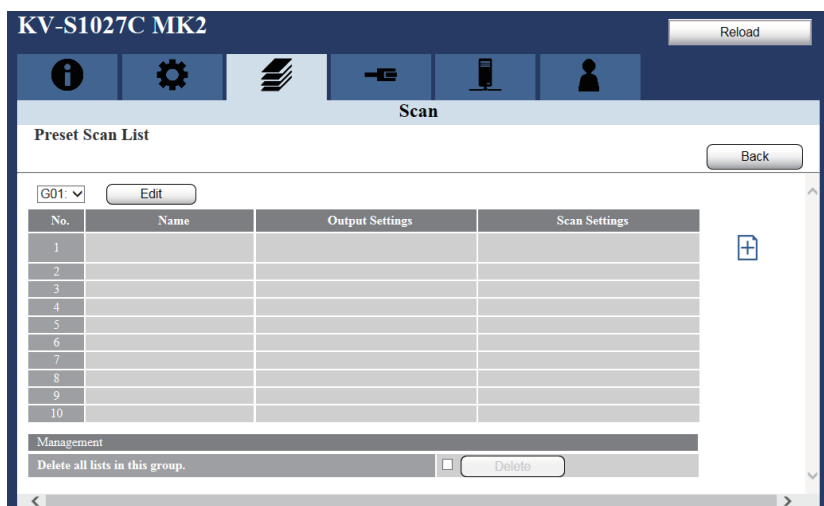 KV-S1027C MK2
Reload
Scan
Preset Scan List
Back
G01: Edit
No. Name Output Settings Scan Settings
1
2
3
4
5
6
7
8
9
10
Management
Delete all lists in this group. Delete